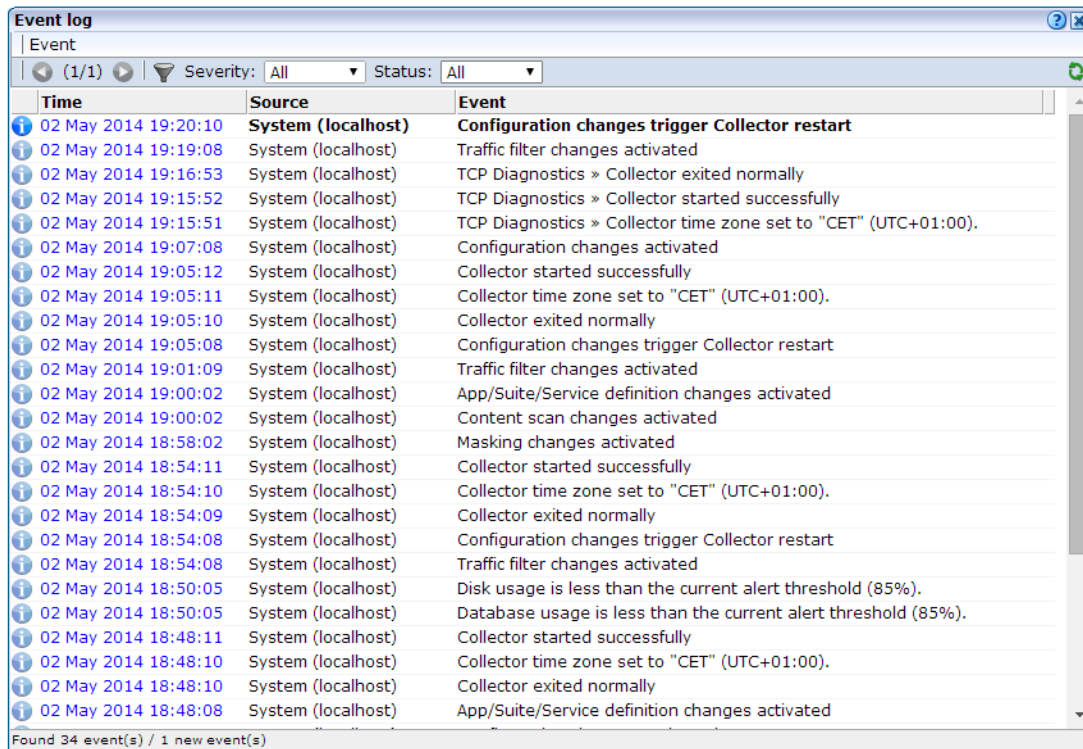 Event log
Event
(1/1) Severity: All Status: All
Time Source Event
02 May 2014 19:20:10 System (localhost) Configuration changes trigger Collector restart
02 May 2014 19:19:08 System (localhost) Traffic filter changes activated
02 May 2014 19:16:53 System (localhost) TCP Diagnostics » Collector exited normally
02 May 2014 19:15:52 System (localhost) TCP Diagnostics » Collector started successfully
02 May 2014 19:15:51 System (localhost) TCP Diagnostics » Collector time zone set to "CET" (UTC+01:00).
02 May 2014 19:07:08 System (localhost) Configuration changes activated
02 May 2014 19:05:12 System (localhost) Collector started successfully
02 May 2014 19:05:11 System (localhost) Collector time zone set to "CET" (UTC+01:00).
02 May 2014 19:05:10 System (localhost) Collector exited normally
02 May 2014 19:05:08 System (localhost) Configuration changes trigger Collector restart
02 May 2014 19:01:09 System (localhost) Traffic filter changes activated
02 May 2014 19:00:02 System (localhost) App/Suite/Service definition changes activated
02 May 2014 19:00:02 System (localhost) Content scan changes activated
02 May 2014 18:58:02 System (localhost) Masking changes activated
02 May 2014 18:54:11 System (localhost) Collector started successfully
02 May 2014 18:54:10 System (localhost) Collector time zone set to "CET" (UTC+01:00).
02 May 2014 18:54:09 System (localhost) Collector exited normally
02 May 2014 18:54:08 System (localhost) Configuration changes trigger Collector restart
02 May 2014 18:54:08 System (localhost) Traffic filter changes activated
02 May 2014 18:50:05 System (localhost) Disk usage is less than the current alert threshold (85%).
02 May 2014 18:50:05 System (localhost) Database usage is less than the current alert threshold (85%).
02 May 2014 18:48:11 System (localhost) Collector started successfully
02 May 2014 18:48:10 System (localhost) Collector time zone set to "CET" (UTC+01:00).
02 May 2014 18:48:10 System (localhost) Collector exited normally
02 May 2014 18:48:08 System (localhost) App/Suite/Service definition changes activated
Found 34 event(s) / 1 new event(s)